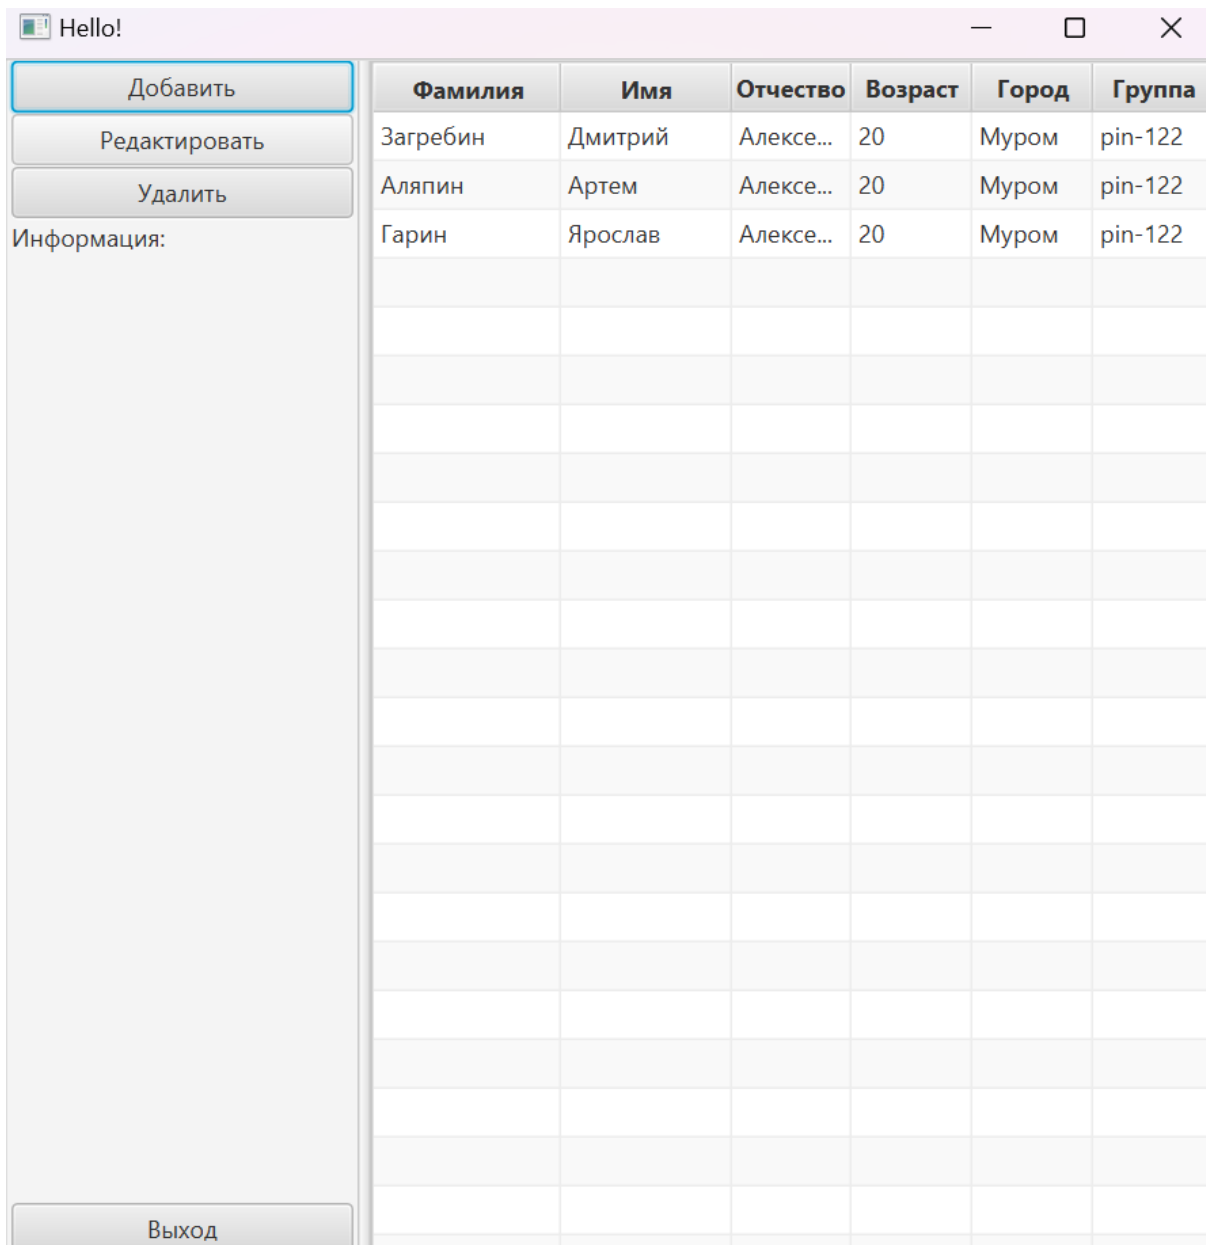 Hello!
Добавить
Редактировать
Удалить
Информация:
Выход
Фамилия Имя Отчество Возраст Город Группа
Загребин Дмитрий Алексе... 20 Муром pin-122
Аляпин Артем Алексе... 20 Муром pin-122
Гарин Ярослав Алексе... 20 Муром pin-122